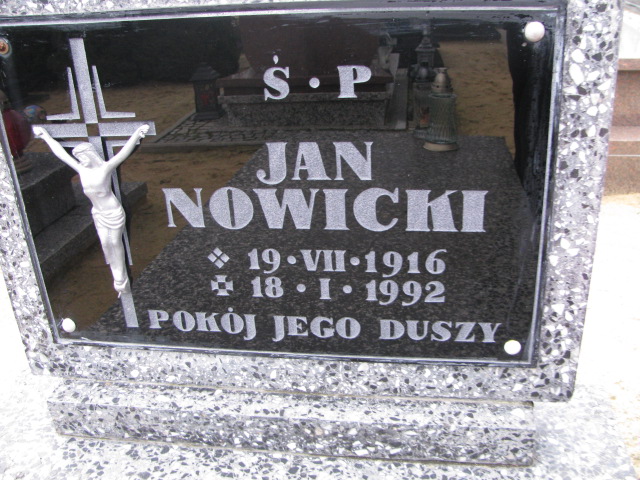 Ś·P
JAN
NOWICKI
19·VII·1916
18·I·1992
POKÓJ JEGO DUSZY